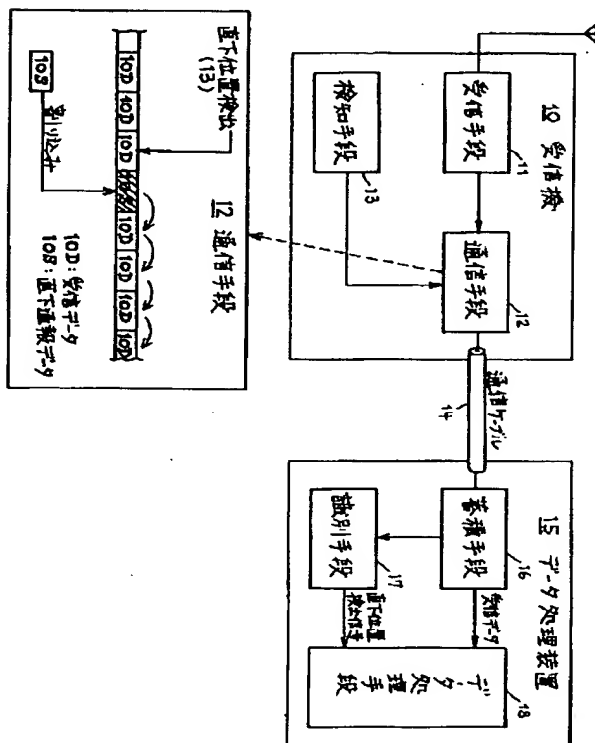 10 受信機
受信手段
11
検知手段
13
通信手段
12
通信ケーブル
14
15 データ処理装置
蓄積手段
16
識別手段
17
受信データ
直下位置
検出信号
データ処理手段
18
12 通信手段
直下位置検出
(13)
10D
10D
10D
10D
10D
10D
10D
10S
割り込み
10D:受信データ
10S:直下通報データ